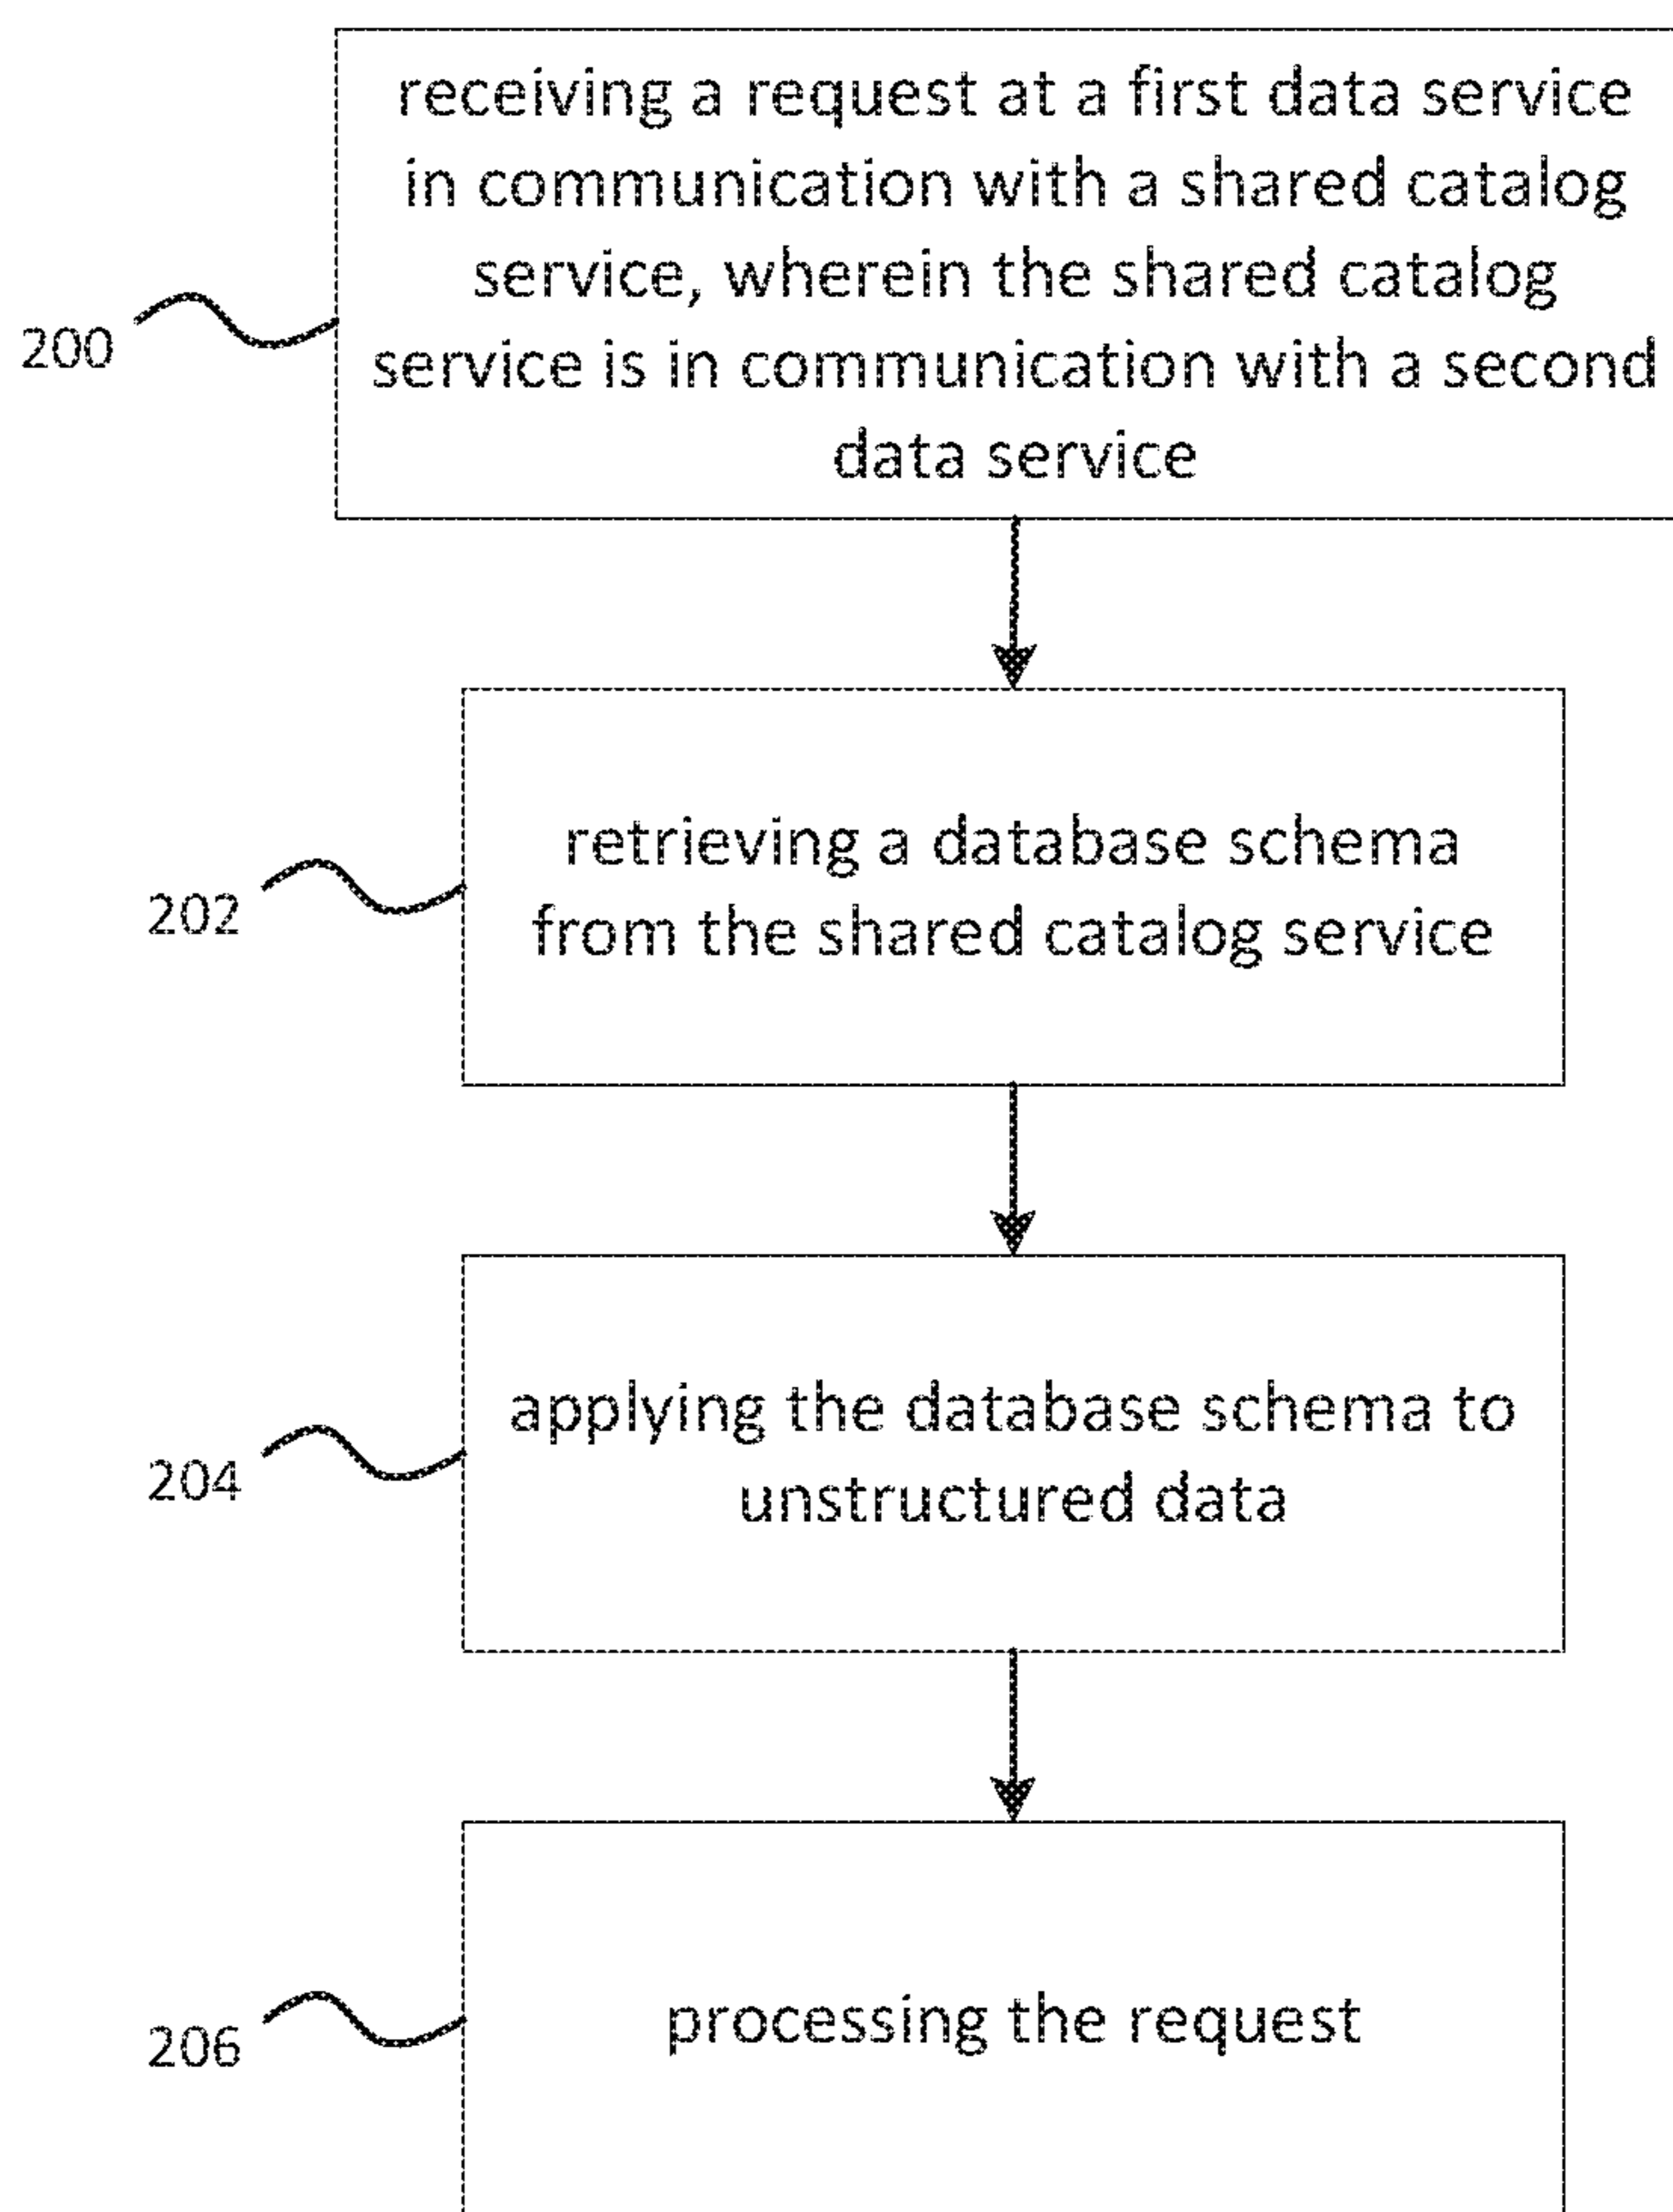 receiving a request at a first data service
in communication with a shared catalog
service, wherein the shared catalog
service is in communication with a second
data service
200
retrieving a database schema
from the shared catalog service
202
applying the database schema to
unstructured data
204
processing the request
206